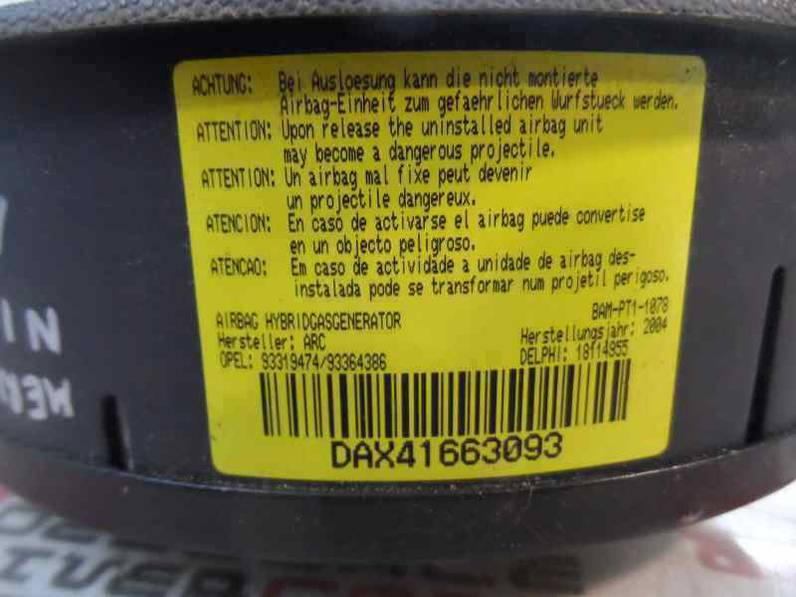 ACHTUNG: Bei Ausloesung kann die nicht montierte
Airbag-Einheit zum gefaehrlichen Wurfstueck werden.
ATTENTION: Upon release the uninstalled airbag unit
may become a dangerous projectile.
ATTENTION: Un airbag mal fixe peut devenir
un projectile dangereux.
ATENCION: En caso de activarse el airbag puede convertise
en un objecto peligroso.
ATENCAO: Em caso de actividade a unidade de airbag des-
instalada pode se transformar num projetil perigoso.
AIRBAG HYBRIDGASGENERATOR BAM-PT1-1078
Hersteller: ARC Herstellungsjahr: 2004
OPEL: 93319474/93364386 DELPHI: 18114955
DAX41663093